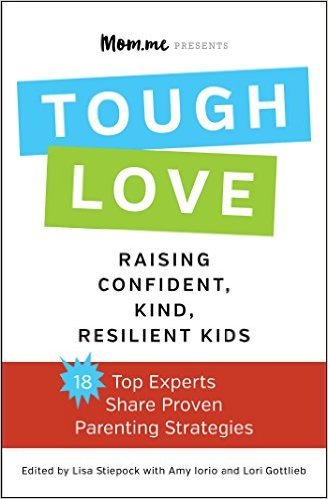 Mom.me PRESENTS
TOUGH
LOVE
RAISING
CONFIDENT,
KIND,
RESILIENT KIDS
18 Top Experts
Share Proven
Parenting Strategies
Edited by Lisa Stiepock with Amy Iorio and Lori Gottlieb